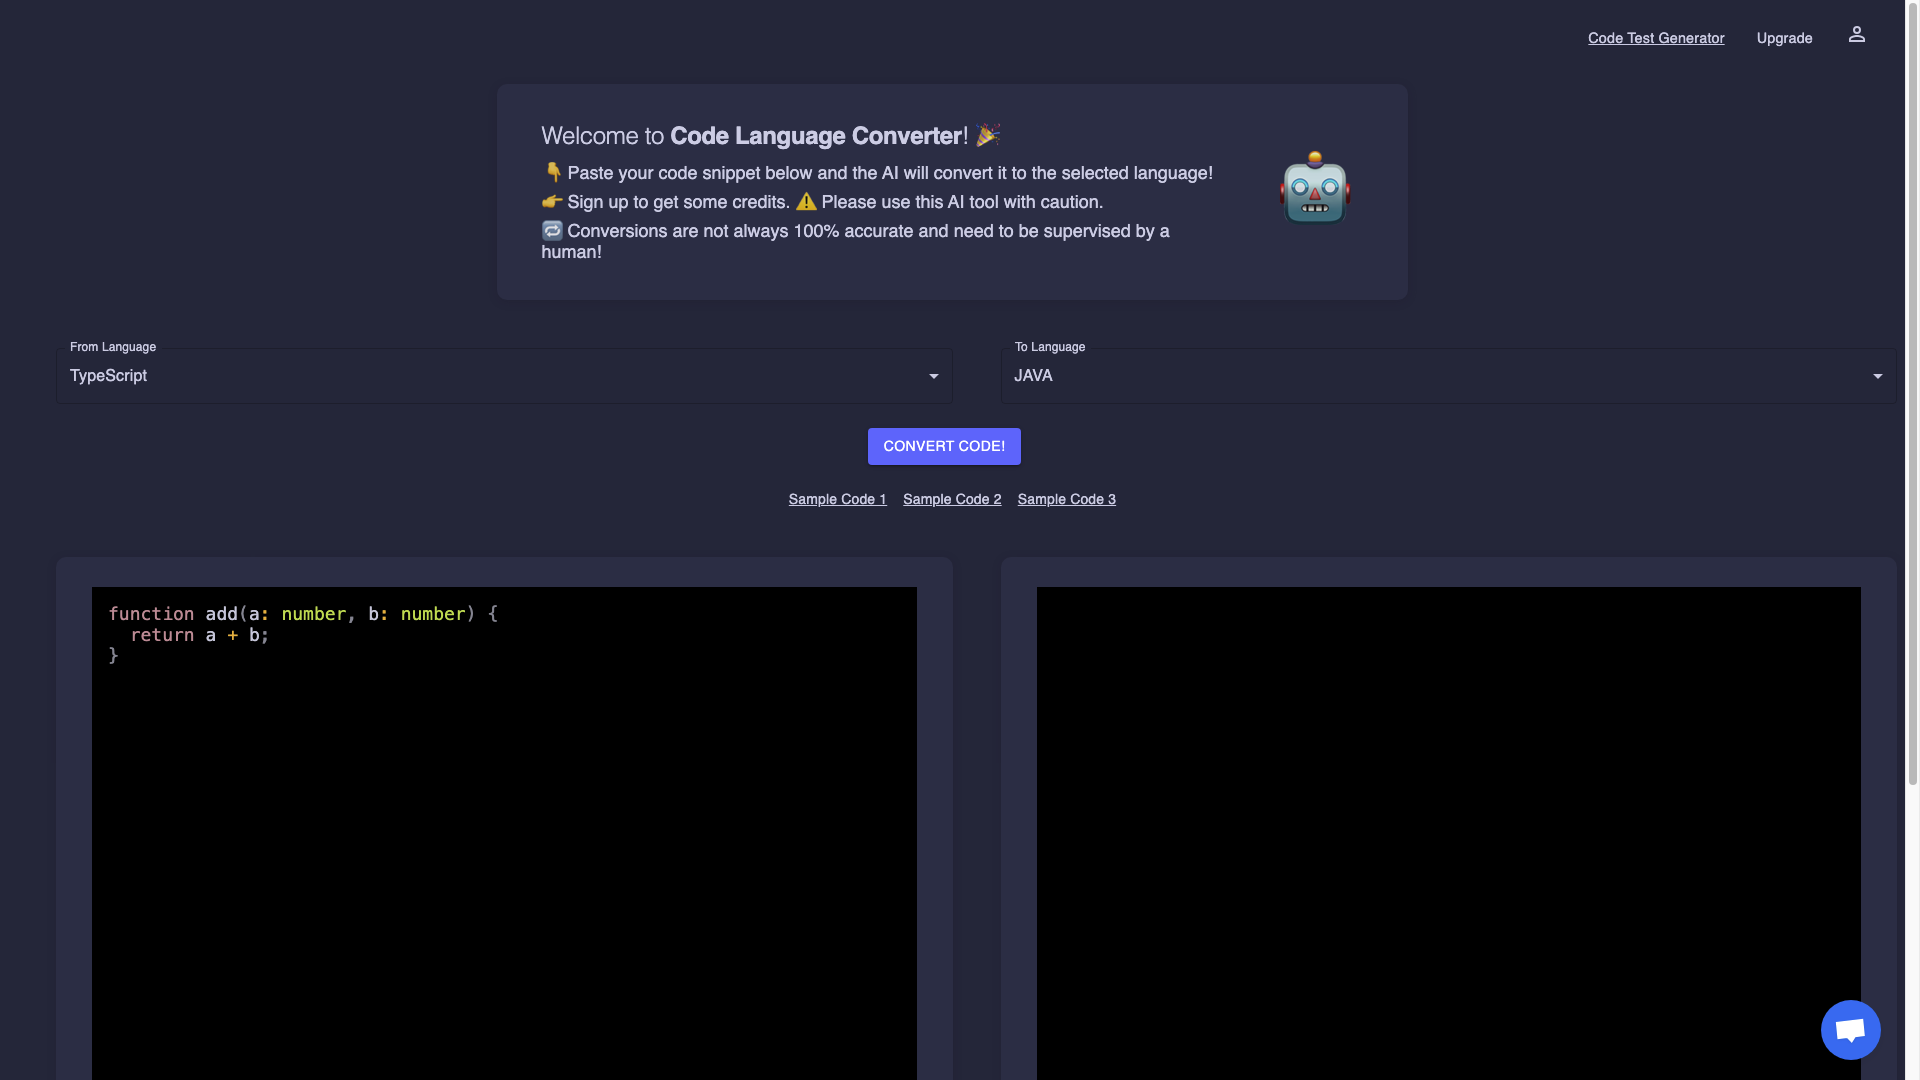 Code Test Generator
Upgrade
Welcome to Code Language Converter! 🎉
👇 Paste your code snippet below and the AI will convert it to the selected language!
👉 Sign up to get some credits. ⚠️ Please use this AI tool with caution.
🔁 Conversions are not always 100% accurate and need to be supervised by a
human!
From Language
TypeScript
To Language
JAVA
CONVERT CODE!
Sample Code 1 Sample Code 2 Sample Code 3
function add(a: number, b: number) {
  return a + b;
}